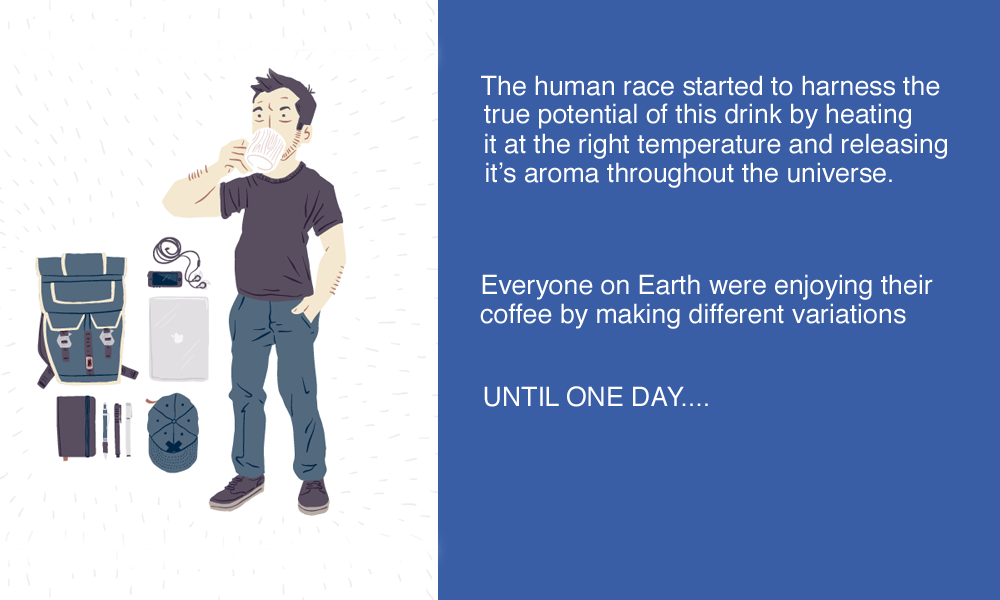 The human race started to harness the
true potential of this drink by heating
it at the right temperature and releasing
it's aroma throughout the universe.
Everyone on Earth were enjoying their
coffee by making different variations
UNTIL ONE DAY....